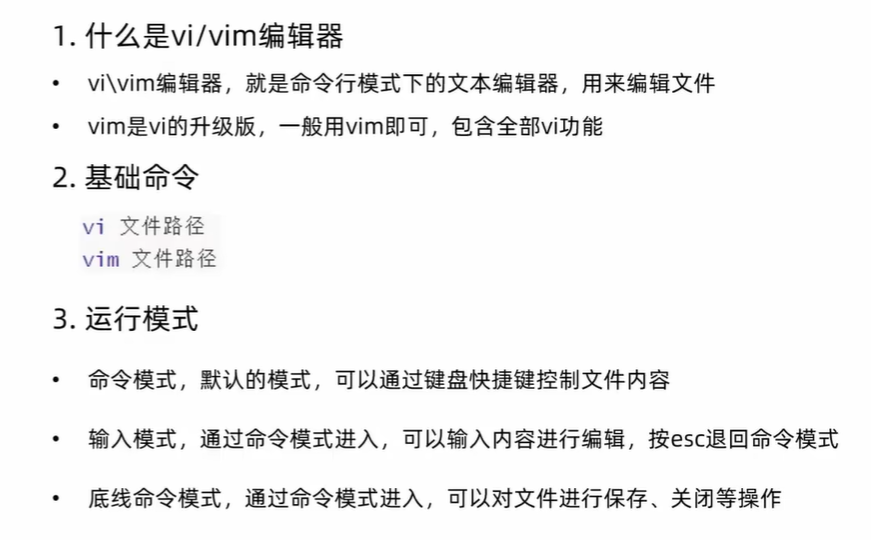 1. 什么是vi/vim编辑器
• vi\vim编辑器，就是命令行模式下的文本编辑器，用来编辑文件
• vim是vi的升级版，一般用vim即可，包含全部vi功能
2. 基础命令
vi 文件路径
vim 文件路径
3. 运行模式
• 命令模式，默认的模式，可以通过键盘快捷键控制文件内容
• 输入模式，通过命令模式进入，可以输入内容进行编辑，按esc退回命令模式
• 底线命令模式，通过命令模式进入，可以对文件进行保存、关闭等操作